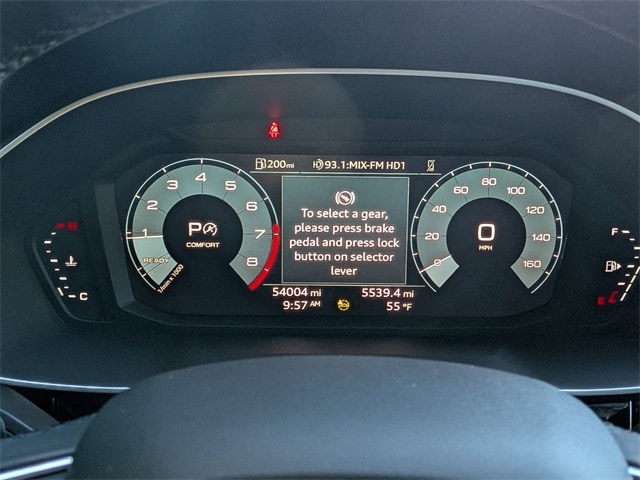 200mi
HD 93.1:MIX-FM HD1
1
2
3
4
5
6
7
8
P
COMFORT
READY
1/min x 1000
To select a gear,
please press brake
pedal and press lock
button on selector
lever
0
20
40
60
80
100
120
140
160
0
MPH
54004 mi
5539.4 mi
9:57 AM
55 °F
H
C
F
E